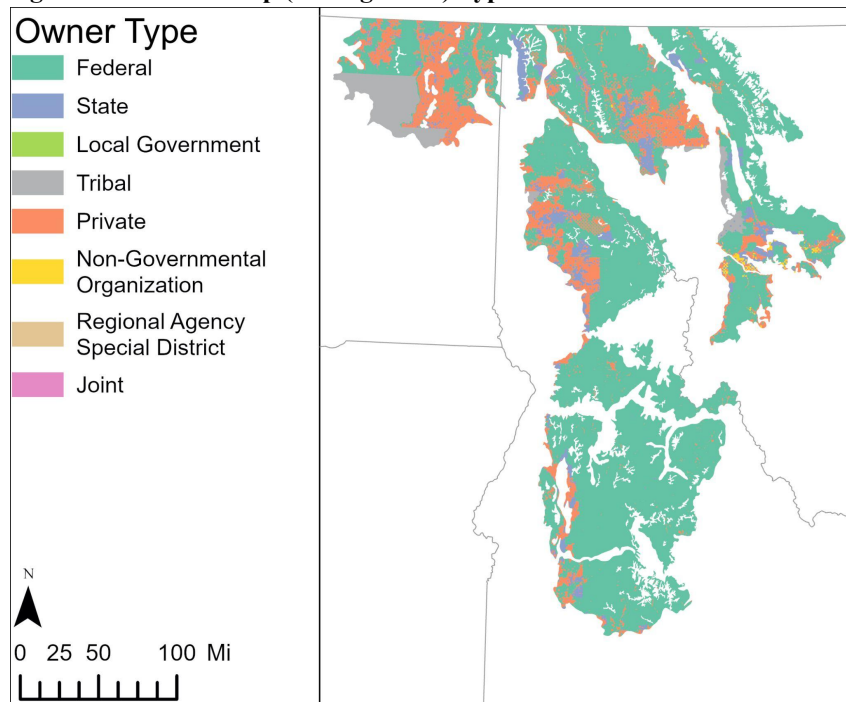 Owner Type
Federal
State
Local Government
Tribal
Private
Non-Governmental
Organization
Regional Agency
Special District
Joint
N
0 25 50 100 Mi